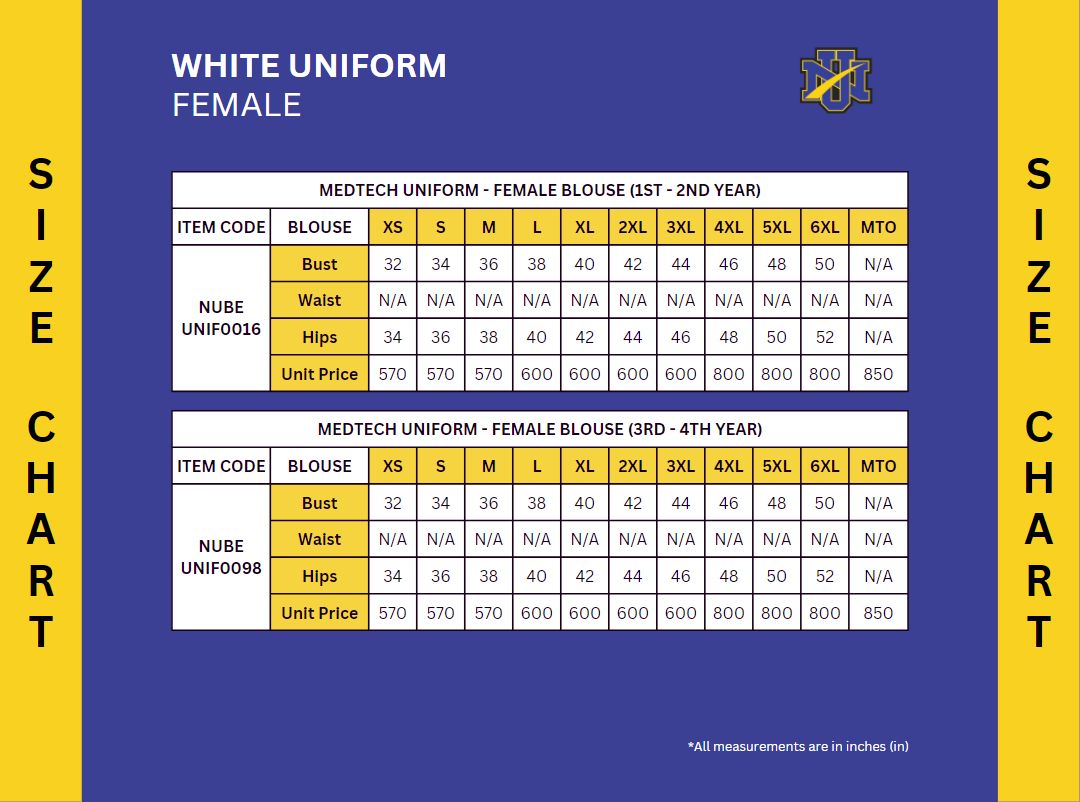 WHITE UNIFORM
FEMALE
NU
S
I
Z
E
C
H
A
R
T
MEDTECH UNIFORM - FEMALE BLOUSE (1ST - 2ND YEAR)
ITEM CODE BLOUSE XS S M L XL 2XL 3XL 4XL 5XL 6XL MTO
NUBE
UNIF0016
Bust 32 34 36 38 40 42 44 46 48 50 N/A
Waist N/A N/A N/A N/A N/A N/A N/A N/A N/A N/A N/A
Hips 34 36 38 40 42 44 46 48 50 52 N/A
Unit Price 570 570 570 600 600 600 600 800 800 800 850
MEDTECH UNIFORM - FEMALE BLOUSE (3RD - 4TH YEAR)
ITEM CODE BLOUSE XS S M L XL 2XL 3XL 4XL 5XL 6XL MTO
NUBE
UNIF0098
Bust 32 34 36 38 40 42 44 46 48 50 N/A
Waist N/A N/A N/A N/A N/A N/A N/A N/A N/A N/A N/A
Hips 34 36 38 40 42 44 46 48 50 52 N/A
Unit Price 570 570 570 600 600 600 600 800 800 800 850
*All measurements are in inches (in)
S
I
Z
E
C
H
A
R
T